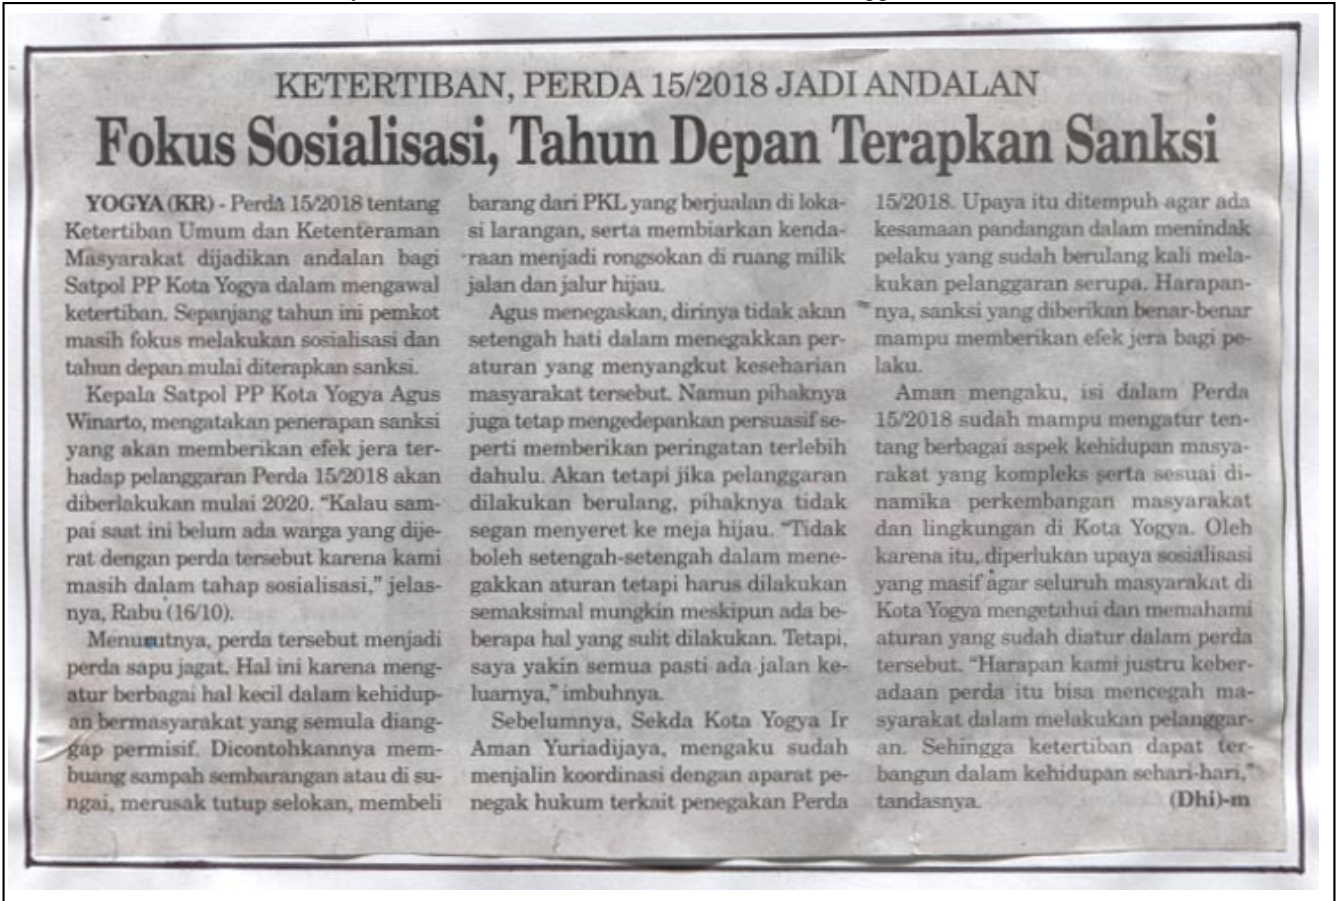 KETERTIBAN, PERDA 15/2018 JADI ANDALAN
Fokus Sosialisasi, Tahun Depan Terapkan Sanksi
YOGYA (KR) - Perda 15/2018 tentang
Ketertiban Umum dan Ketenteraman
Masyarakat dijadikan andalan bagi
Satpol PP Kota Yogya dalam mengawal
ketertiban. Sepanjang tahun ini pemkot
masih fokus melakukan sosialisasi dan
tahun depan mulai diterapkan sanksi.
Kepala Satpol PP Kota Yogya Agus
Winarto, mengatakan penerapan sanksi
yang akan memberikan efek jera ter-
hadap pelanggaran Perda 15/2018 akan
diberlakukan mulai 2020. "Kalau sam-
pai saat ini belum ada warga yang dije-
rat dengan perda tersebut karena kami
masih dalam tahap sosialisasi," jelas-
nya, Rabu (16/10).
Menurutnya, perda tersebut menjadi
perda sapu jagat. Hal ini karena meng-
atur berbagai hal kecil dalam kehidup-
an bermasyarakat yang semula diang-
gap permisif. Dicontohkannya mem-
buang sampah sembarangan atau di su-
ngai, merusak tutup selokan, membeli
barang dari PKL yang berjualan di loka-
si larangan, serta membiarkan kenda-
raan menjadi rongsokan di ruang milik
jalan dan jalur hijau.
Agus menegaskan, dirinya tidak akan
setengah hati dalam menegakkan per-
aturan yang menyangkut keseharian
masyarakat tersebut. Namun pihaknya
juga tetap mengedepankan persuasif se-
perti memberikan peringatan terlebih
dahulu. Akan tetapi jika pelanggaran
dilakukan berulang, pihaknya tidak
segan menyeret ke meja hijau. "Tidak
boleh setengah-setengah dalam mene-
gakkan aturan tetapi harus dilakukan
semaksimal mungkin meskipun ada be-
berapa hal yang sulit dilakukan. Tetapi,
saya yakin semua pasti ada jalan ke-
luarnya," imbuhnya.
Sebelumnya, Sekda Kota Yogya Ir
Aman Yuriadijaya, mengaku sudah
menjalin koordinasi dengan aparat pe-
negak hukum terkait penegakan Perda
15/2018. Upaya itu ditempuh agar ada
kesamaan pandangan dalam menindak
pelaku yang sudah berulang kali mela-
kukan pelanggaran serupa. Harapan-
nya, sanksi yang diberikan benar-benar
mampu memberikan efek jera bagi pe-
laku.
Aman mengaku, isi dalam Perda
15/2018 sudah mampu mengatur ten-
tang berbagai aspek kehidupan masya-
rakat yang kompleks serta sesuai di-
namika perkembangan masyarakat
dan lingkungan di Kota Yogya. Oleh
karena itu, diperlukan upaya sosialisasi
yang masif agar seluruh masyarakat di
Kota Yogya mengetahui dan memahami
aturan yang sudah diatur dalam perda
tersebut. "Harapan kami justru keber-
adaan perda itu bisa mencegah ma-
syarakat dalam melakukan pelanggar-
an. Sehingga ketertiban dapat ter-
bangun dalam kehidupan sehari-hari,"
tandasnya. (Dhi)-m